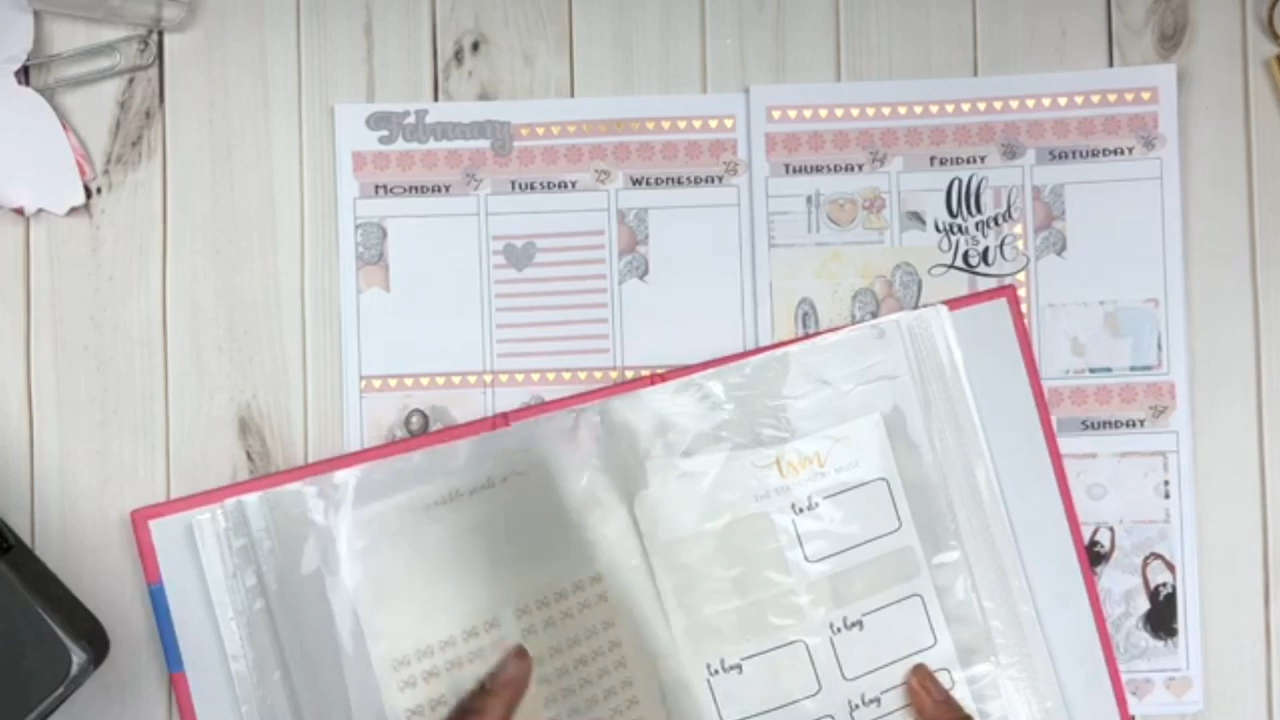 February
MONDAY
TUESDAY
WEDNESDAY
THURSDAY
FRIDAY
SATURDAY
All
you need
is
Love
SUNDAY
tsm
to do
to buy
to buy
to buy